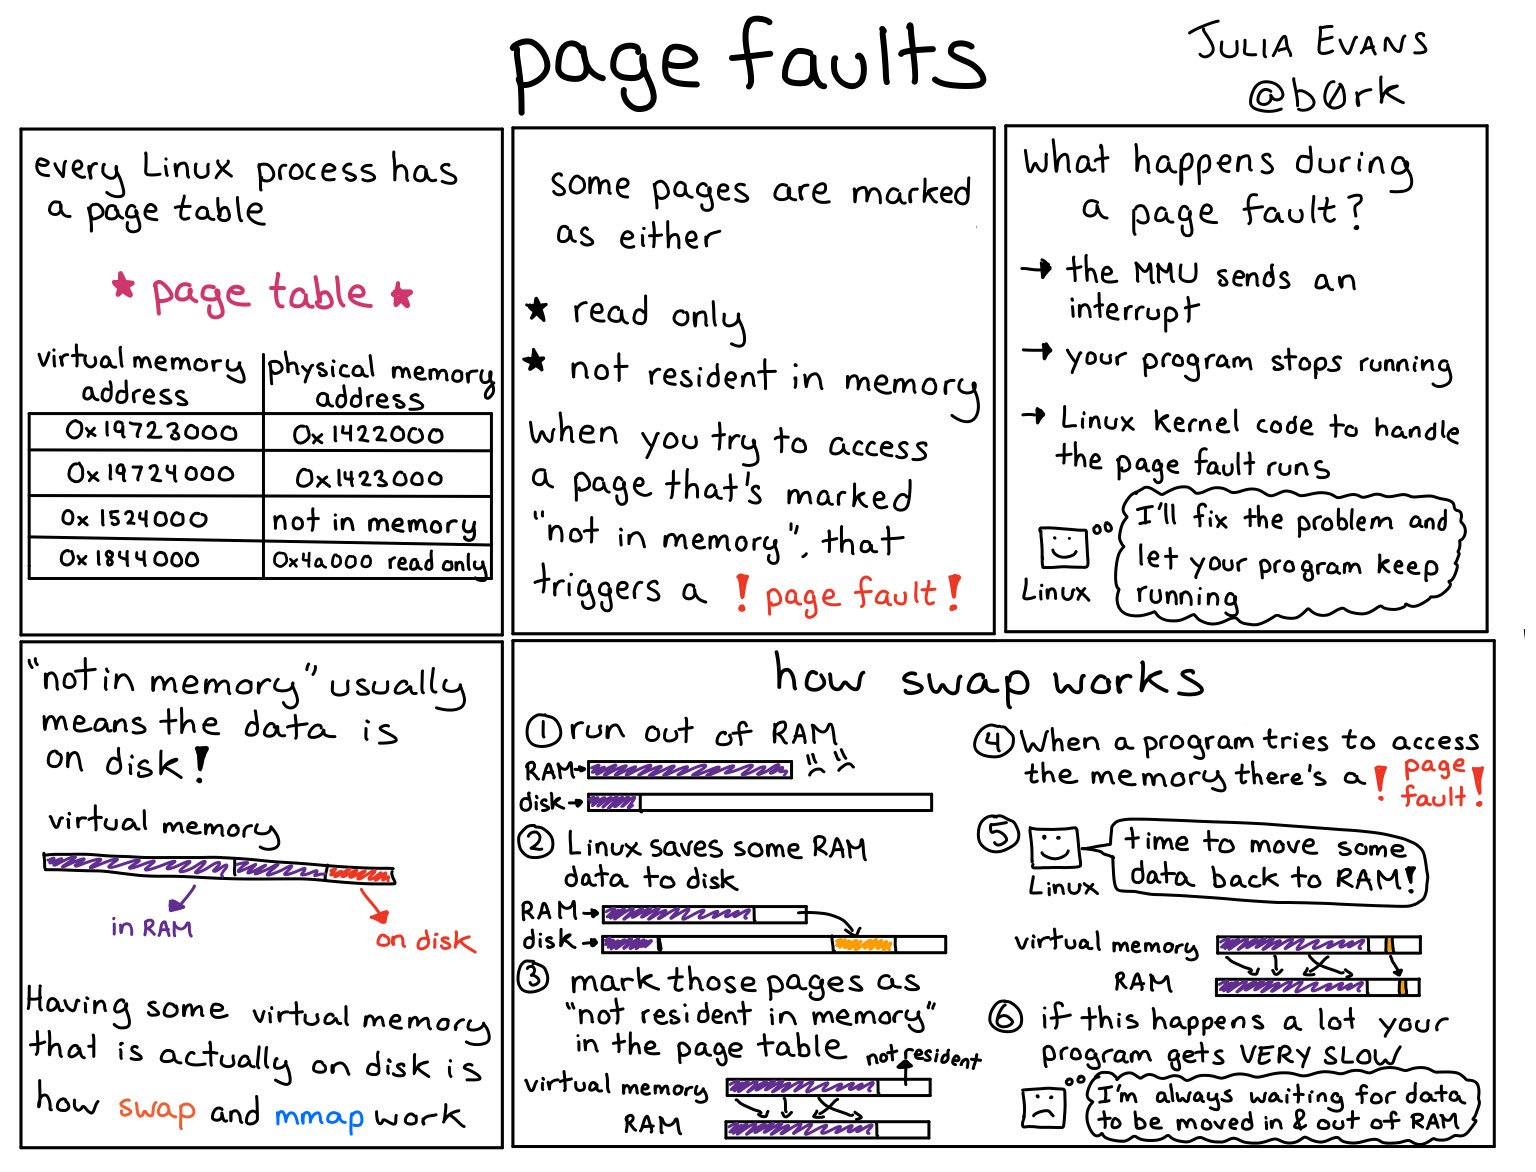 page faults
JULIA EVANS
@b0rk
every Linux process has
a page table
★ page table ★
virtual memory address
physical memory address
0x19723000 0x1422000
0x19724000 0x1423000
0x1524000 not in memory
0x1844000 0x4a000 read only
some pages are marked
as either
★ read only
★ not resident in memory
when you try to access
a page that's marked
"not in memory", that
triggers a ! page fault !
what happens during
a page fault?
→ the MMU sends an
interrupt
→ your program stops running
→ Linux kernel code to handle
the page fault runs
I'll fix the problem and
let your program keep
running
Linux
"not in memory" usually
means the data is
on disk!
virtual memory
in RAM
on disk
Having some virtual memory
that is actually on disk is
how swap and mmap work
how swap works
① run out of RAM
RAM→
disk→
② Linux saves some RAM
data to disk
RAM→
disk→
③ mark those pages as
"not resident in memory"
in the page table
not resident
virtual memory
RAM
④ When a program tries to access
the memory there's a ! page fault !
⑤ time to move some
data back to RAM!
Linux
virtual memory
RAM
⑥ if this happens a lot your
program gets VERY SLOW
I'm always waiting for data
to be moved in & out of RAM